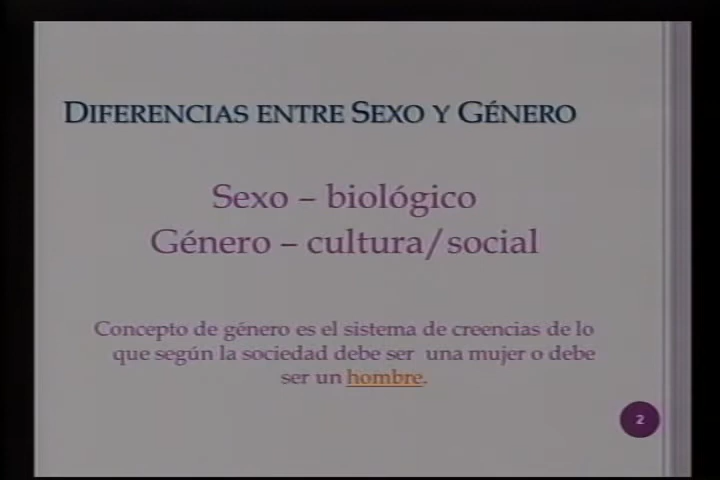 DIFERENCIAS ENTRE SEXO Y GÉNERO
Sexo – biológico
Género – cultura/social
Concepto de género es el sistema de creencias de lo
que según la sociedad debe ser una mujer o debe
ser un hombre.
2